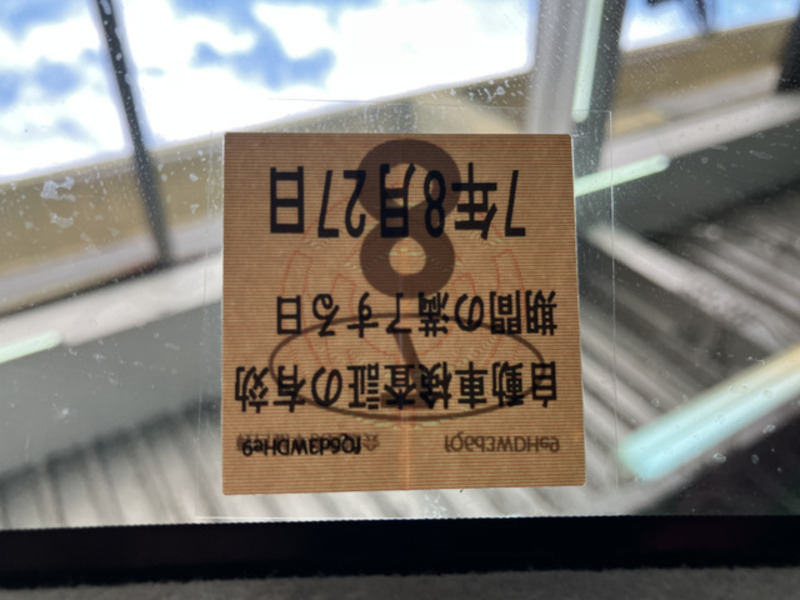 fQ6d3WDHe9
自動車検査証の有効
期間の満了する日
7年8月27日
8